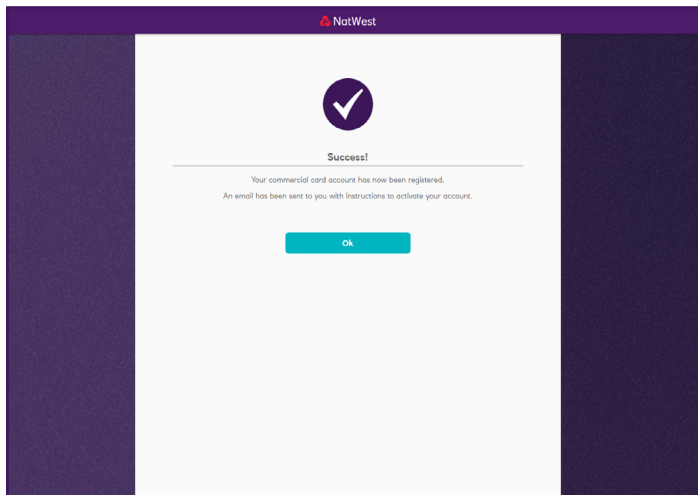 NatWest
Success!
Your commercial card account has now been registered.
An email has been sent to you with instructions to activate your account.
Ok